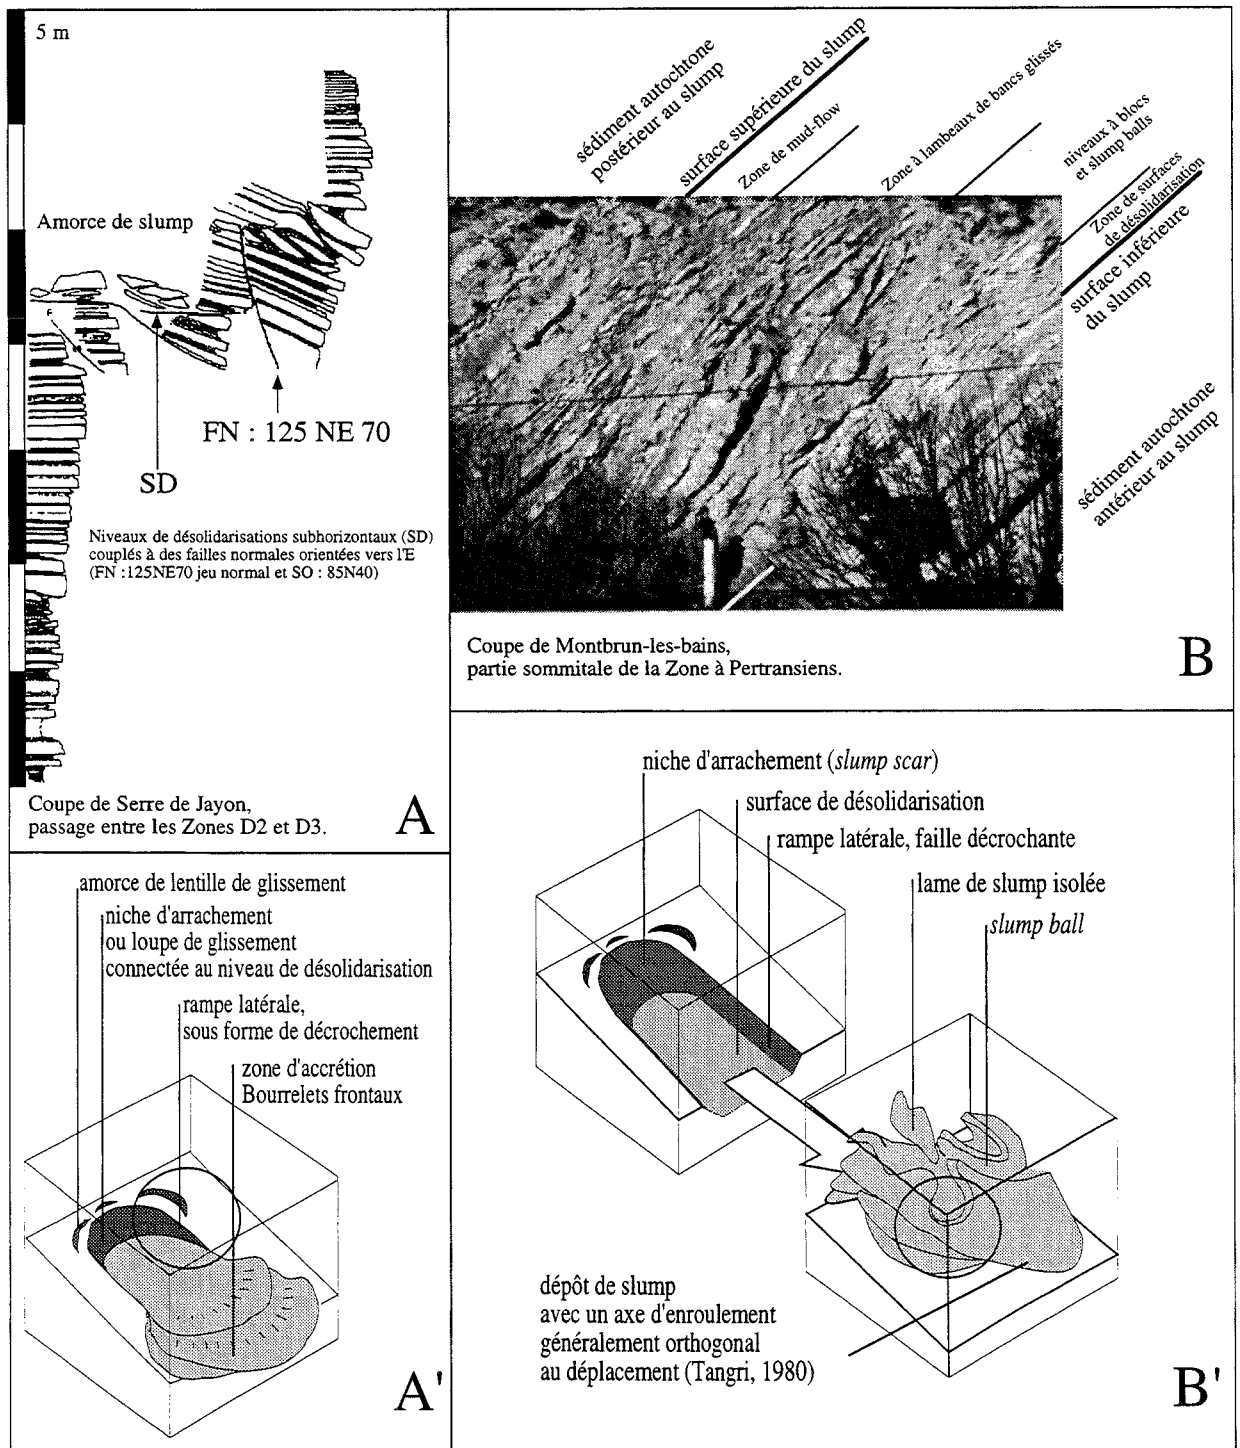 5 m
Amorce de slump
FN : 125 NE 70
SD
Niveaux de désolidarisations subhorizontaux (SD)
couplés à des failles normales orientées vers l'E
(FN :125NE70 jeu normal et SO : 85N40)
Coupe de Serre de Jayon,
passage entre les Zones D2 et D3.
A
sédiment autochtone
postérieur au slump
surface supérieure du slump
Zone de mud-flow
Zone à lambeaux de bancs glissés
niveaux à blocs
et slump balls
Zone de surfaces
de désolidarisation
surface inférieure
du slump
sédiment autochtone
antérieur au slump
Coupe de Montbrun-les-bains,
partie sommitale de la Zone à Pertransiens.
B
amorce de lentille de glissement
niche d'arrachement
ou loupe de glissement
connectée au niveau de désolidarisation
rampe latérale,
sous forme de décrochement
zone d'accrétion
Bourrelets frontaux
A'
niche d'arrachement (slump scar)
surface de désolidarisation
rampe latérale, faille décrochante
lame de slump isolée
slump ball
dépôt de slump
avec un axe d'enroulement
généralement orthogonal
au déplacement (Tangri, 1980)
B'